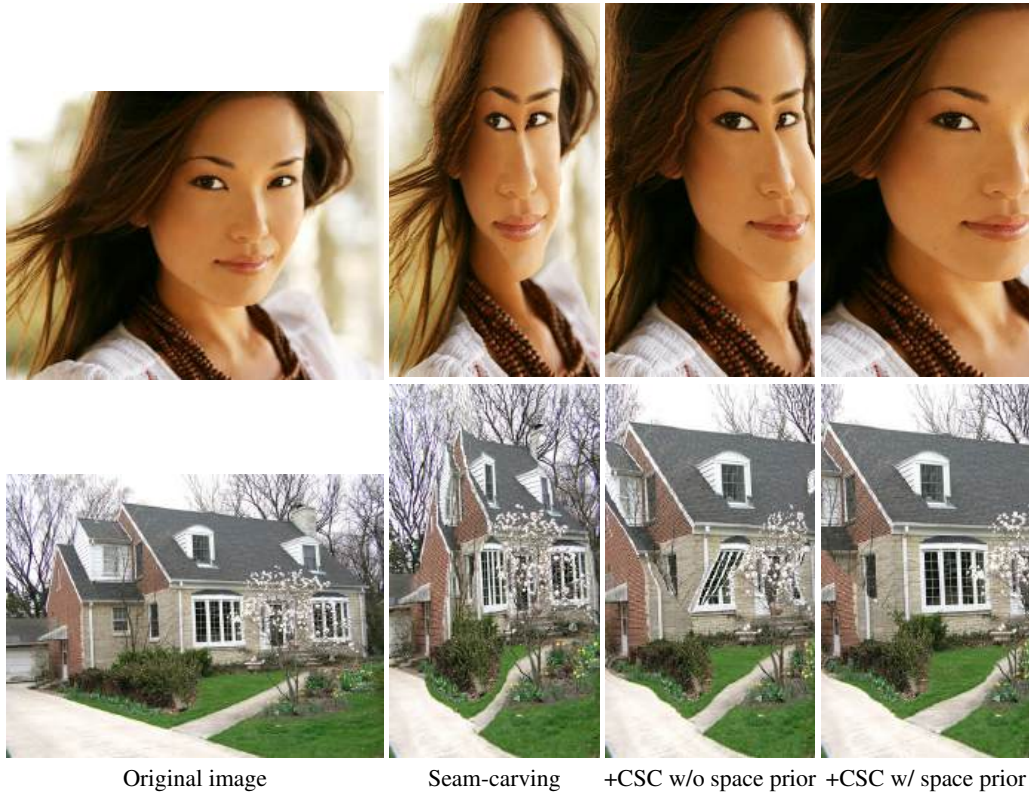 Original image
Seam-carving
+CSC w/o space prior
+CSC w/ space prior